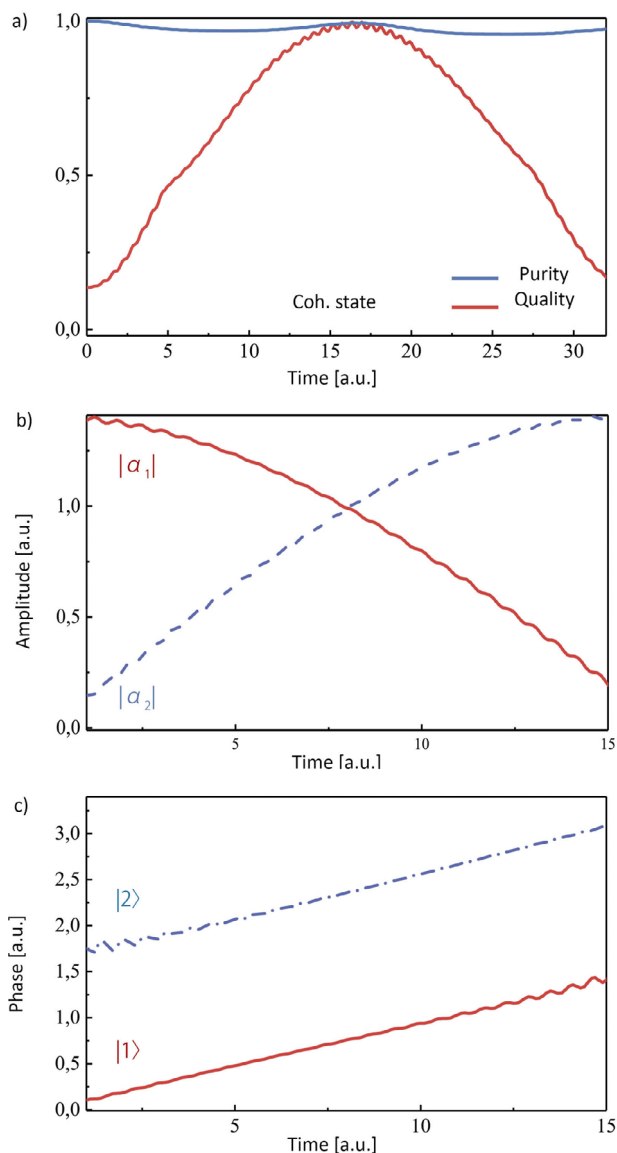 a)
1,0
0,5
0,0
Purity
Quality
Coh. state
0 5 10 15 20 25 30
Time [a.u.]
b)
Amplitude [a.u.]
1,0
0,5
0,0
|α₁|
|α₂|
5 10 15
Time [a.u.]
c)
Phase [a.u.]
3,0
2,5
2,0
1,5
1,0
0,5
0,0
|2⟩
|1⟩
5 10 15
Time [a.u.]